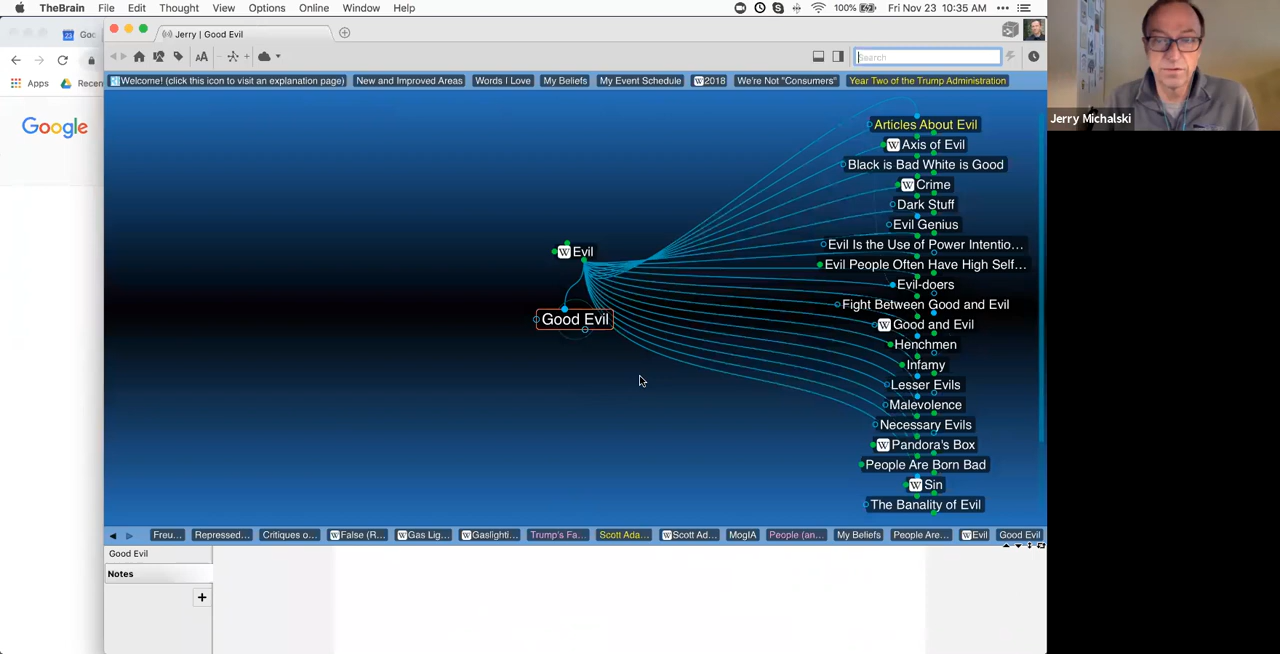 TheBrain File Edit Thought View Options Online Window Help 100% Fri Nov 23 10:35 AM
Jerry | Good Evil
Search
Welcome! (click this icon to visit an explanation page) New and Improved Areas Words I Love My Beliefs My Event Schedule W 2018 We're Not "Consumers" Year Two of the Trump Administration
Apps
Recen
Google
Jerry Michalski
W Evil
Good Evil
Articles About Evil
W Axis of Evil
Black is Bad White is Good
W Crime
Dark Stuff
Evil Genius
Evil Is the Use of Power Intentio...
Evil People Often Have High Self...
Evil-doers
Fight Between Good and Evil
W Good and Evil
Henchmen
Infamy
Lesser Evils
Malevolence
Necessary Evils
W Pandora's Box
People Are Born Bad
W Sin
The Banality of Evil
Freu... Repressed... Critiques o... W False (R... W Gas Lig... W Gaslighti... Trump's Fa... Scott Ada... W Scott Ad... MogIA People (an... My Beliefs People Are... W Evil Good Evil
Good Evil
Notes
+